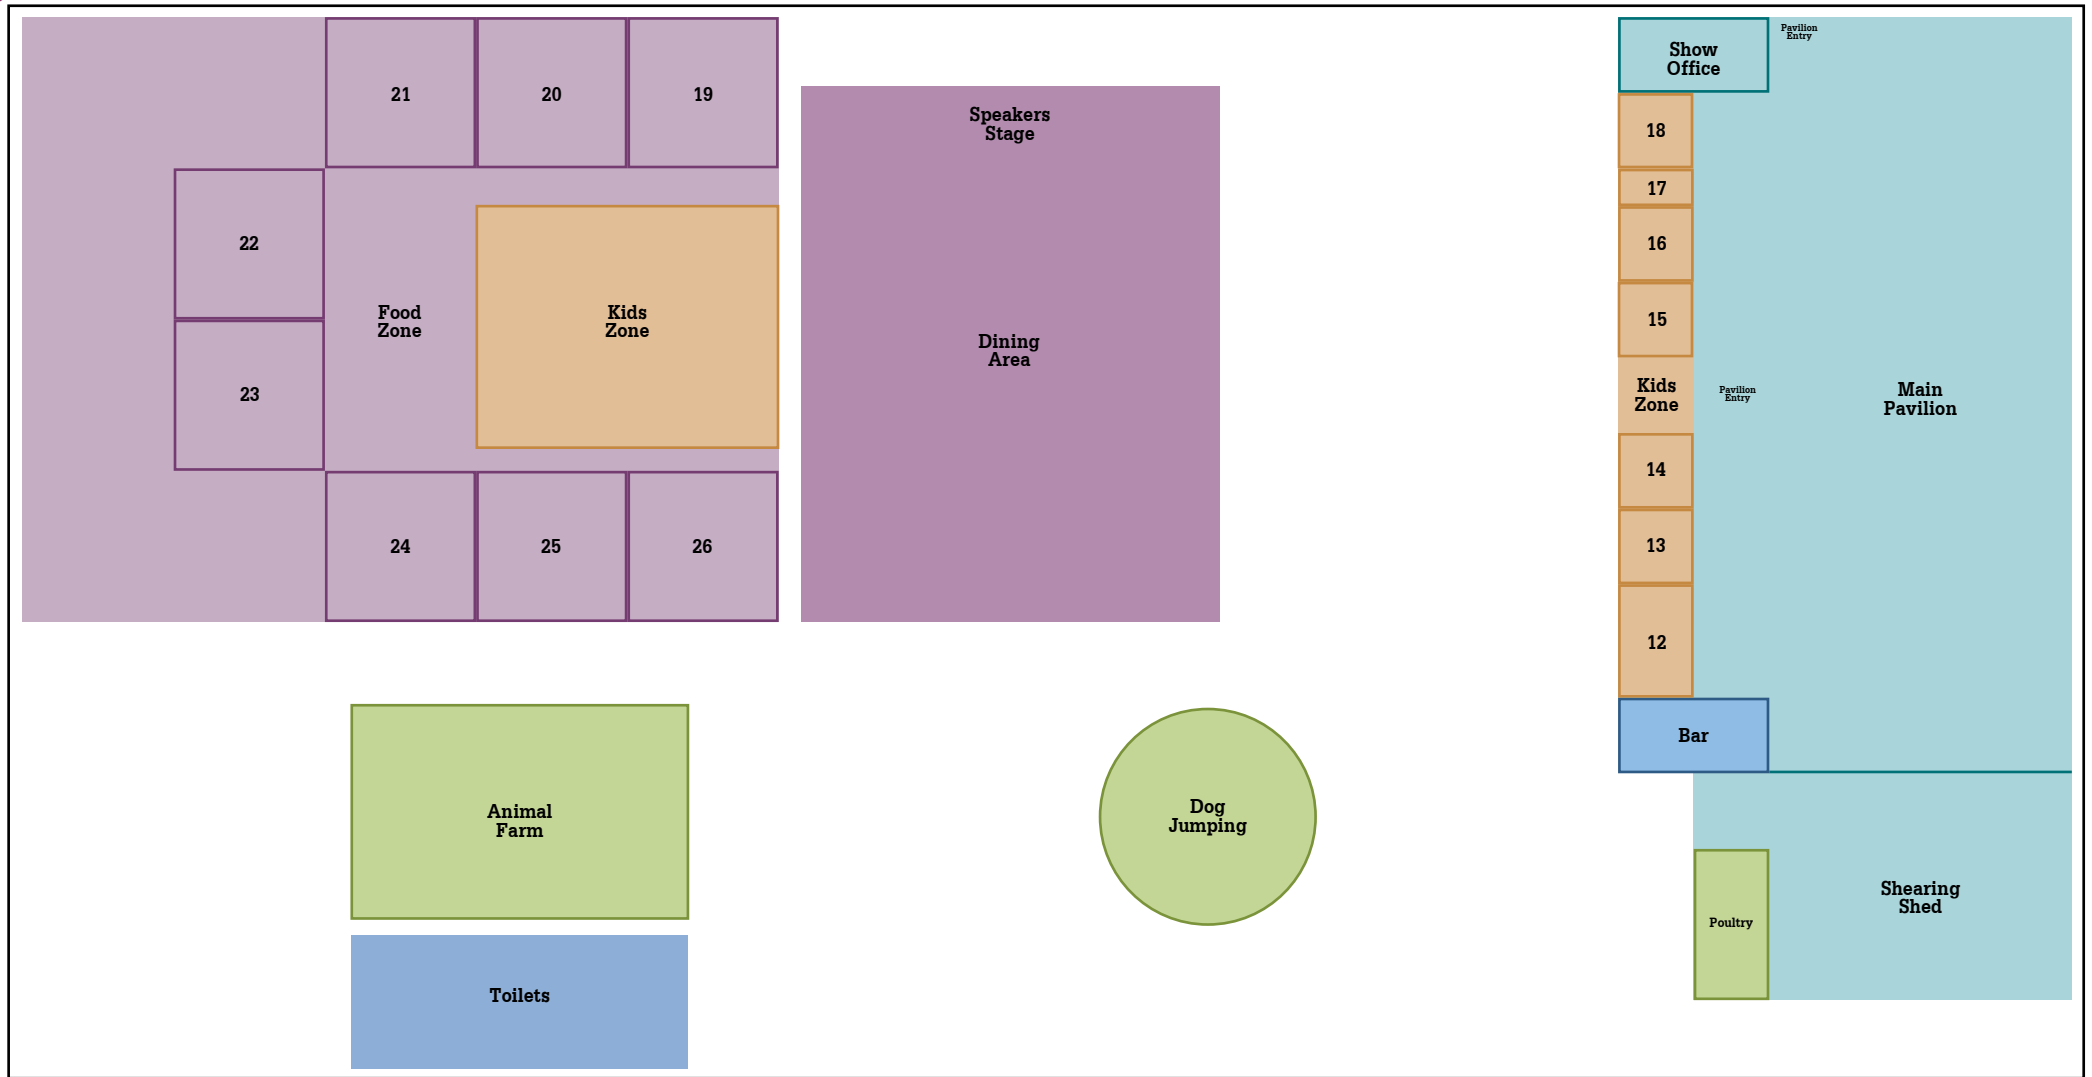 21
20
19
22
23
Food
Zone
Kids
Zone
24
25
26
Speakers
Stage
Dining
Area
Show
Office
Pavilion
Entry
18
17
16
15
Kids
Zone
Pavilion
Entry
Main
Pavilion
14
13
12
Bar
Animal
Farm
Dog
Jumping
Shearing
Shed
Poultry
Toilets